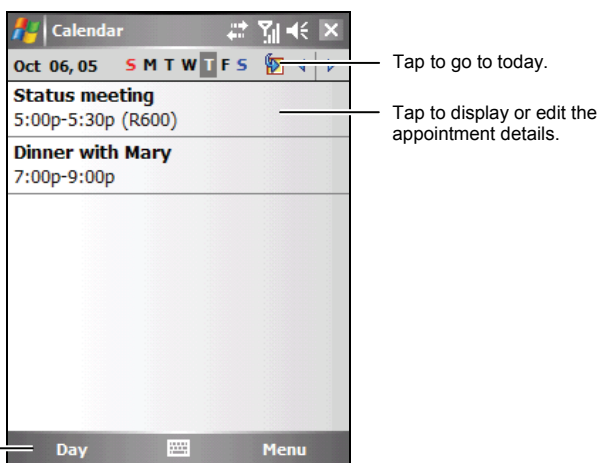 Calendar
Oct 06, 05 S M T W T F S
Tap to go to today.
Status meeting
5:00p-5:30p (R600)
Tap to display or edit the
appointment details.
Dinner with Mary
7:00p-9:00p
Day Menu